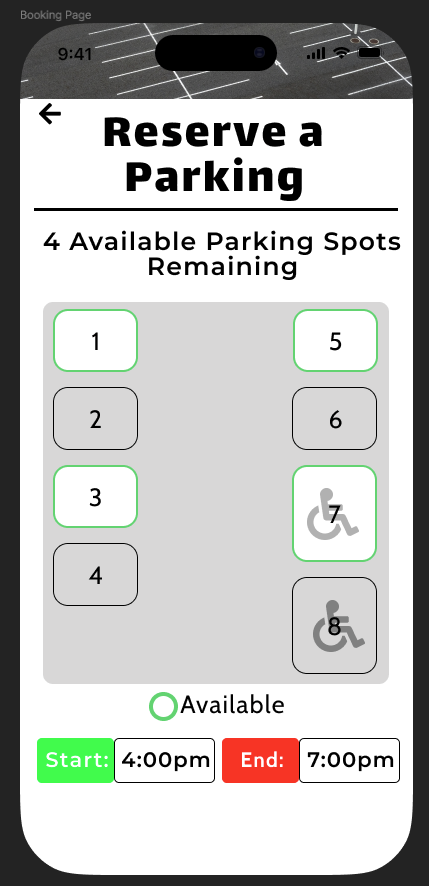 Booking Page
9:41
Reserve a
Parking
4 Available Parking Spots
Remaining
1
5
2
6
3
7
4
8
Available
Start: 4:00pm End: 7:00pm